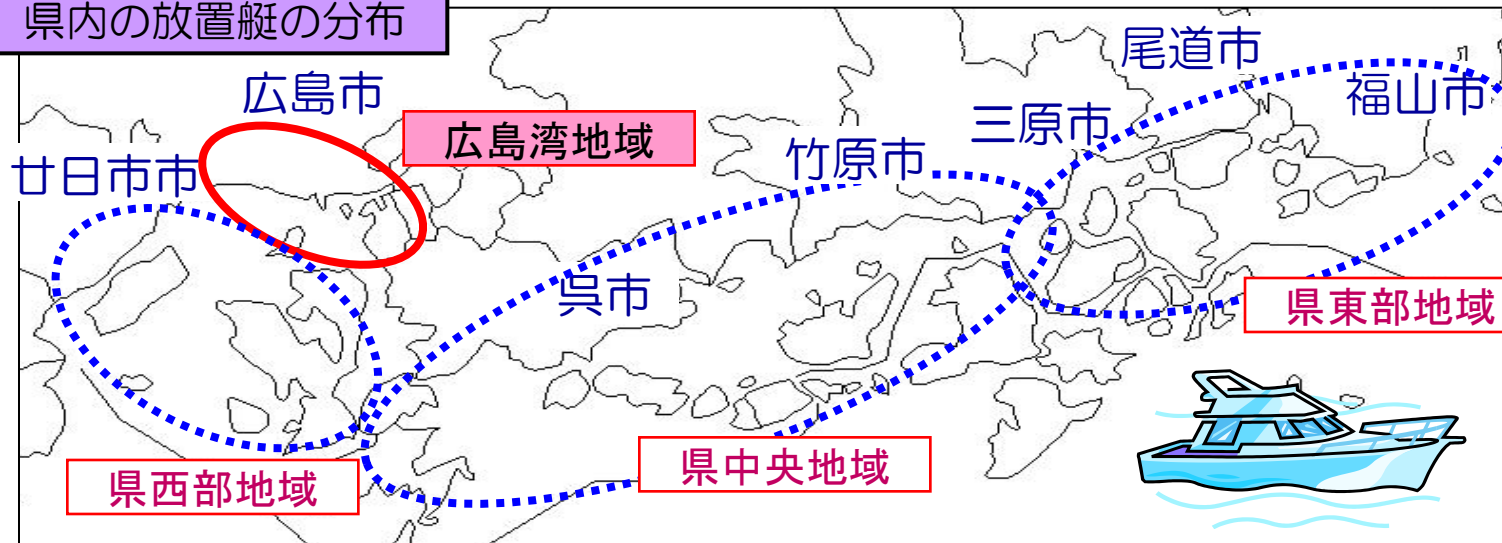 県内の放置艇の分布
広島市
広島湾地域
廿日市市
尾道市
福山市
三原市
竹原市
呉市
県東部地域
県中央地域
県西部地域